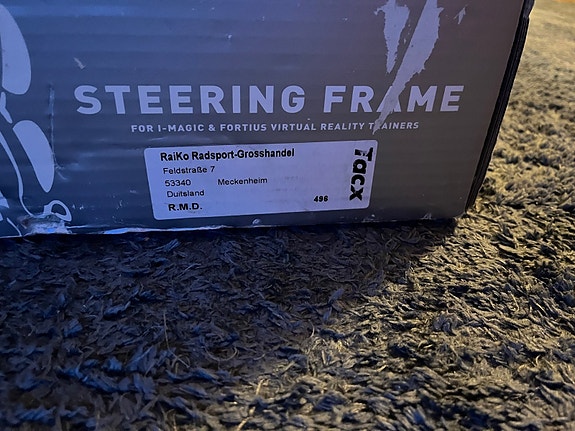 STEERING FRAME
FOR I-MAGIC & FORTIUS VIRTUAL REALITY TRAINERS
RaiKo Radsport-Grosshandel
Feldstraße 7
53340 Meckenheim
Duitsland
R.M.D. 496
Tacx